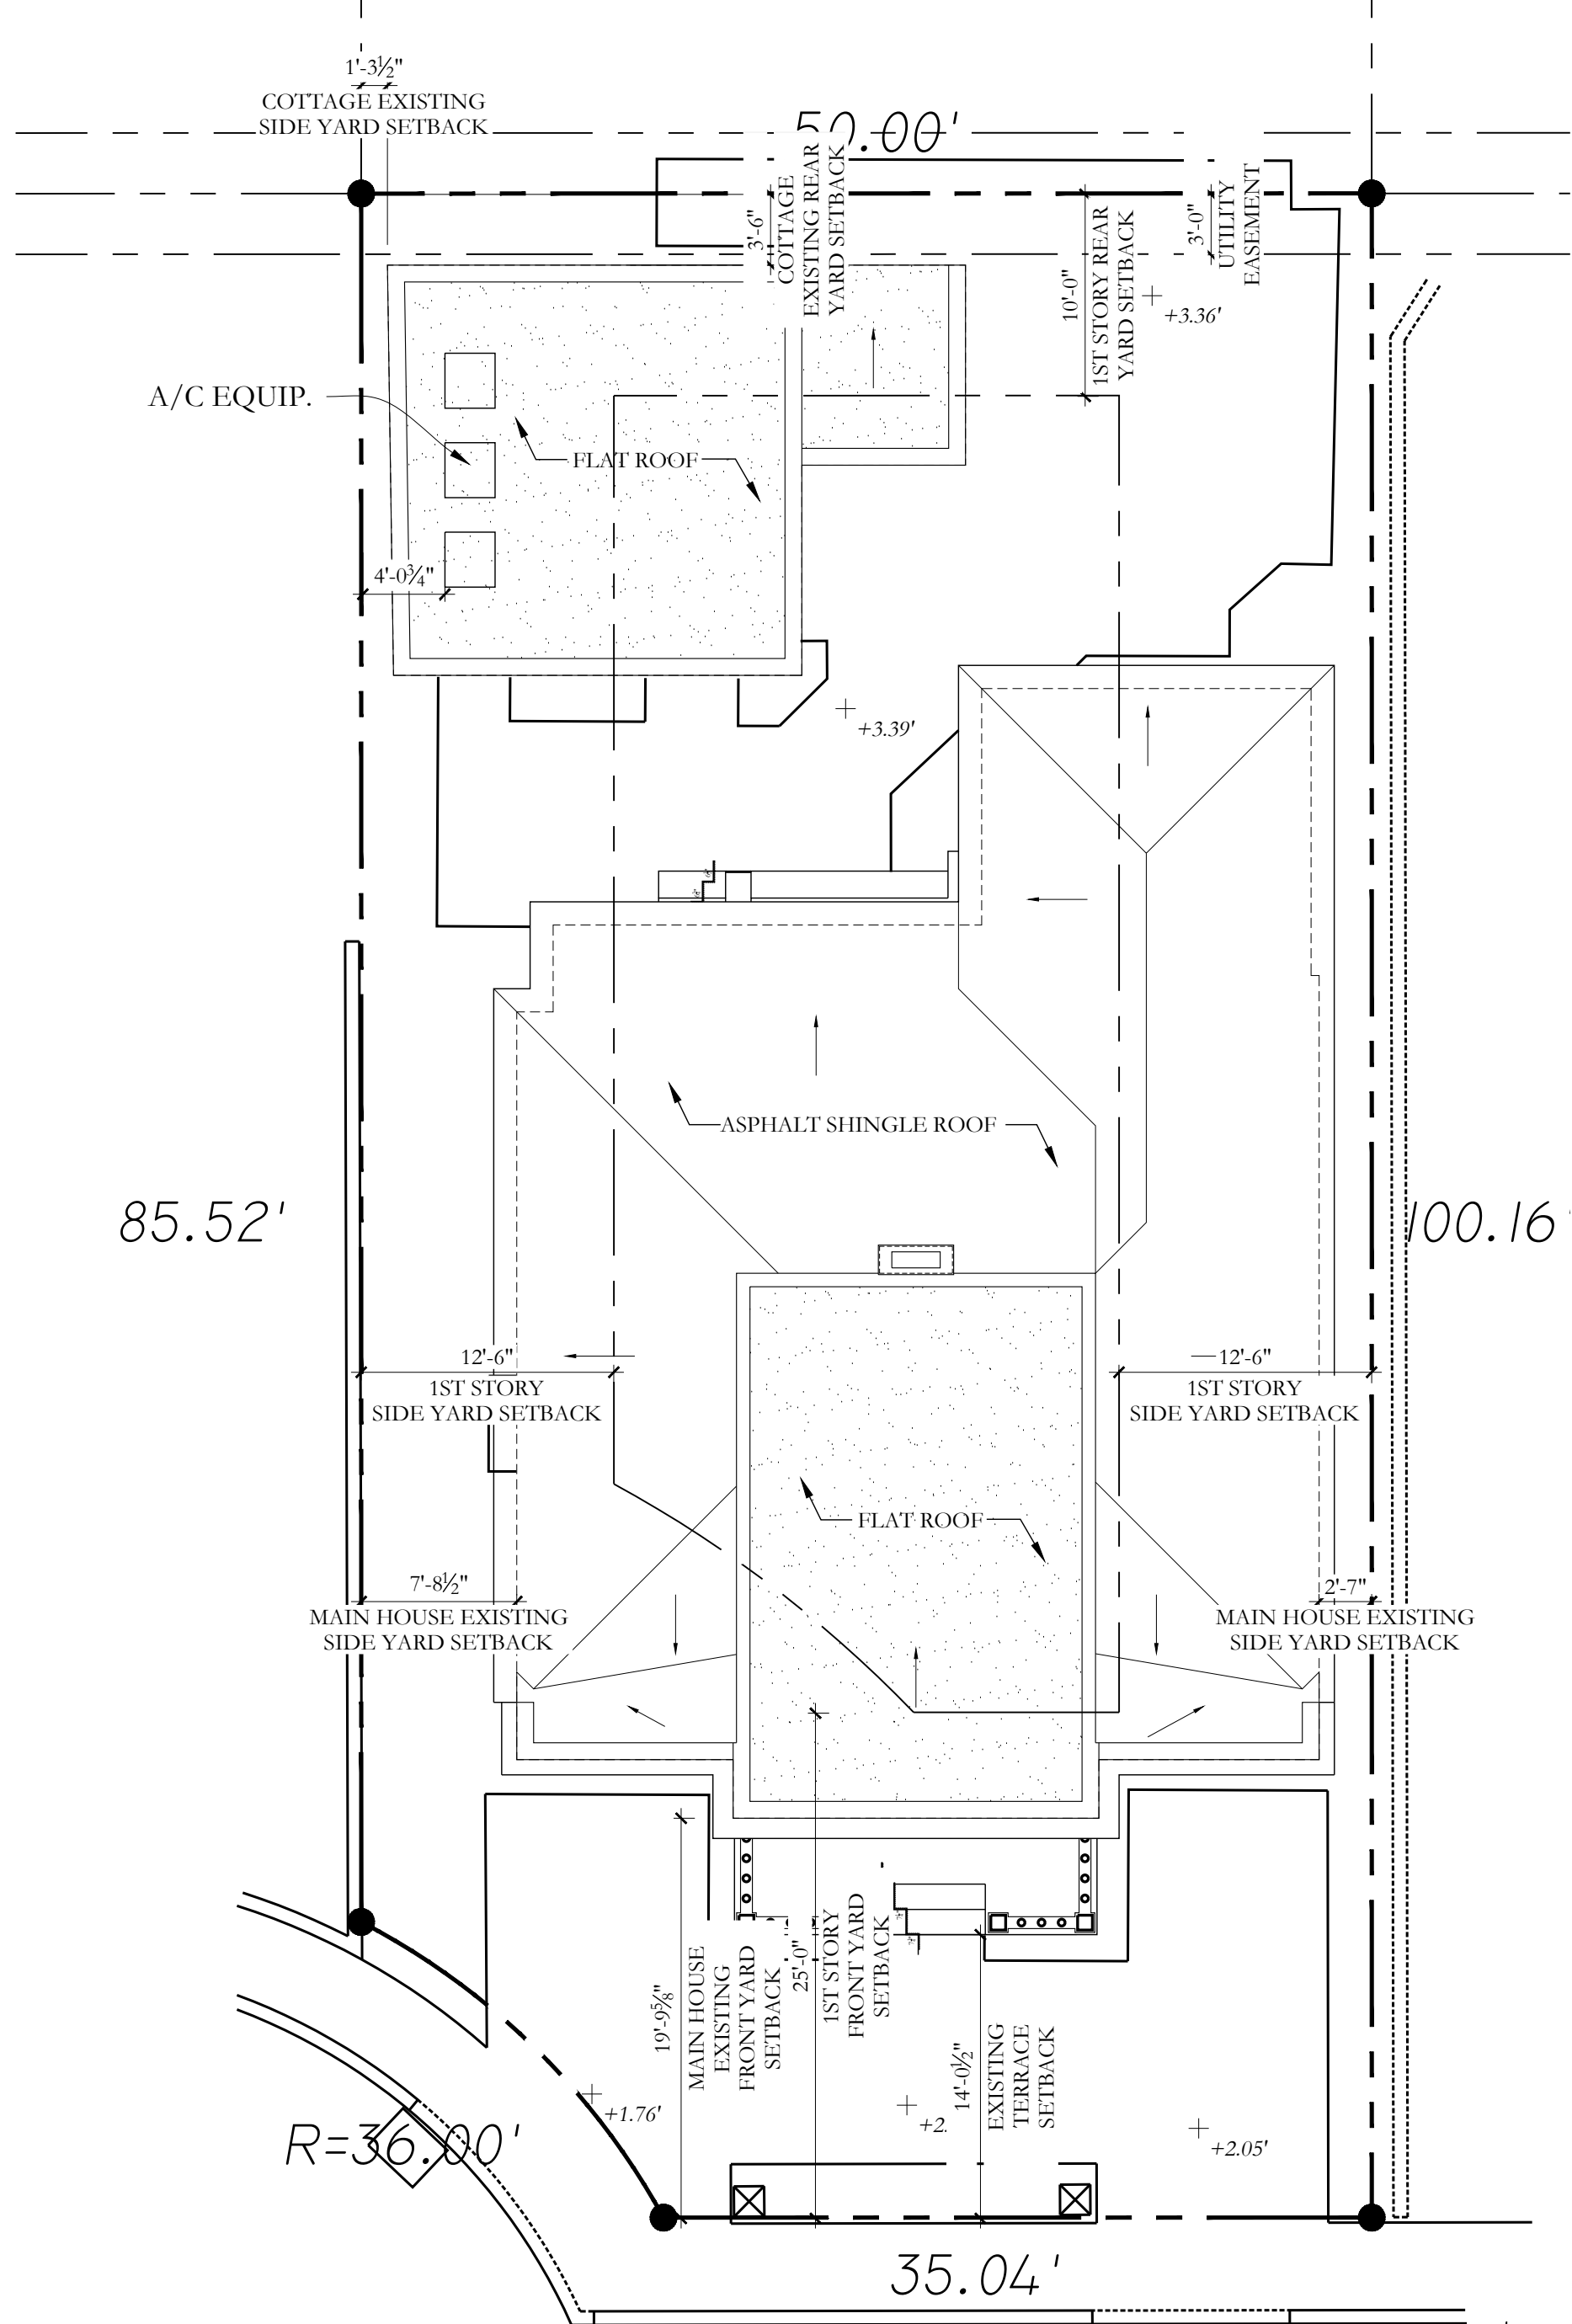 1'-3½"
COTTAGE EXISTING
SIDE YARD SETBACK
50.00'
3'-6"
COTTAGE
EXISTING REAR
YARD SETBACK
10'-0"
1ST STORY REAR
YARD SETBACK
3'-0"
UTILITY
EASEMENT
+3.36'
A/C EQUIP.
FLAT ROOF
4'-0¾"
+3.39'
ASPHALT SHINGLE ROOF
85.52'
100.16'
12'-6"
1ST STORY
SIDE YARD SETBACK
12'-6"
1ST STORY
SIDE YARD SETBACK
FLAT ROOF
7'-8½"
MAIN HOUSE EXISTING
SIDE YARD SETBACK
2'-7"
MAIN HOUSE EXISTING
SIDE YARD SETBACK
19'-9⅝"
MAIN HOUSE
EXISTING
FRONT YARD
SETBACK
25'-0"
1ST STORY
FRONT YARD
SETBACK
14'-0½"
EXISTING
TERRACE
SETBACK
+1.76'
+2.
+2.05'
R=36.00'
35.04'